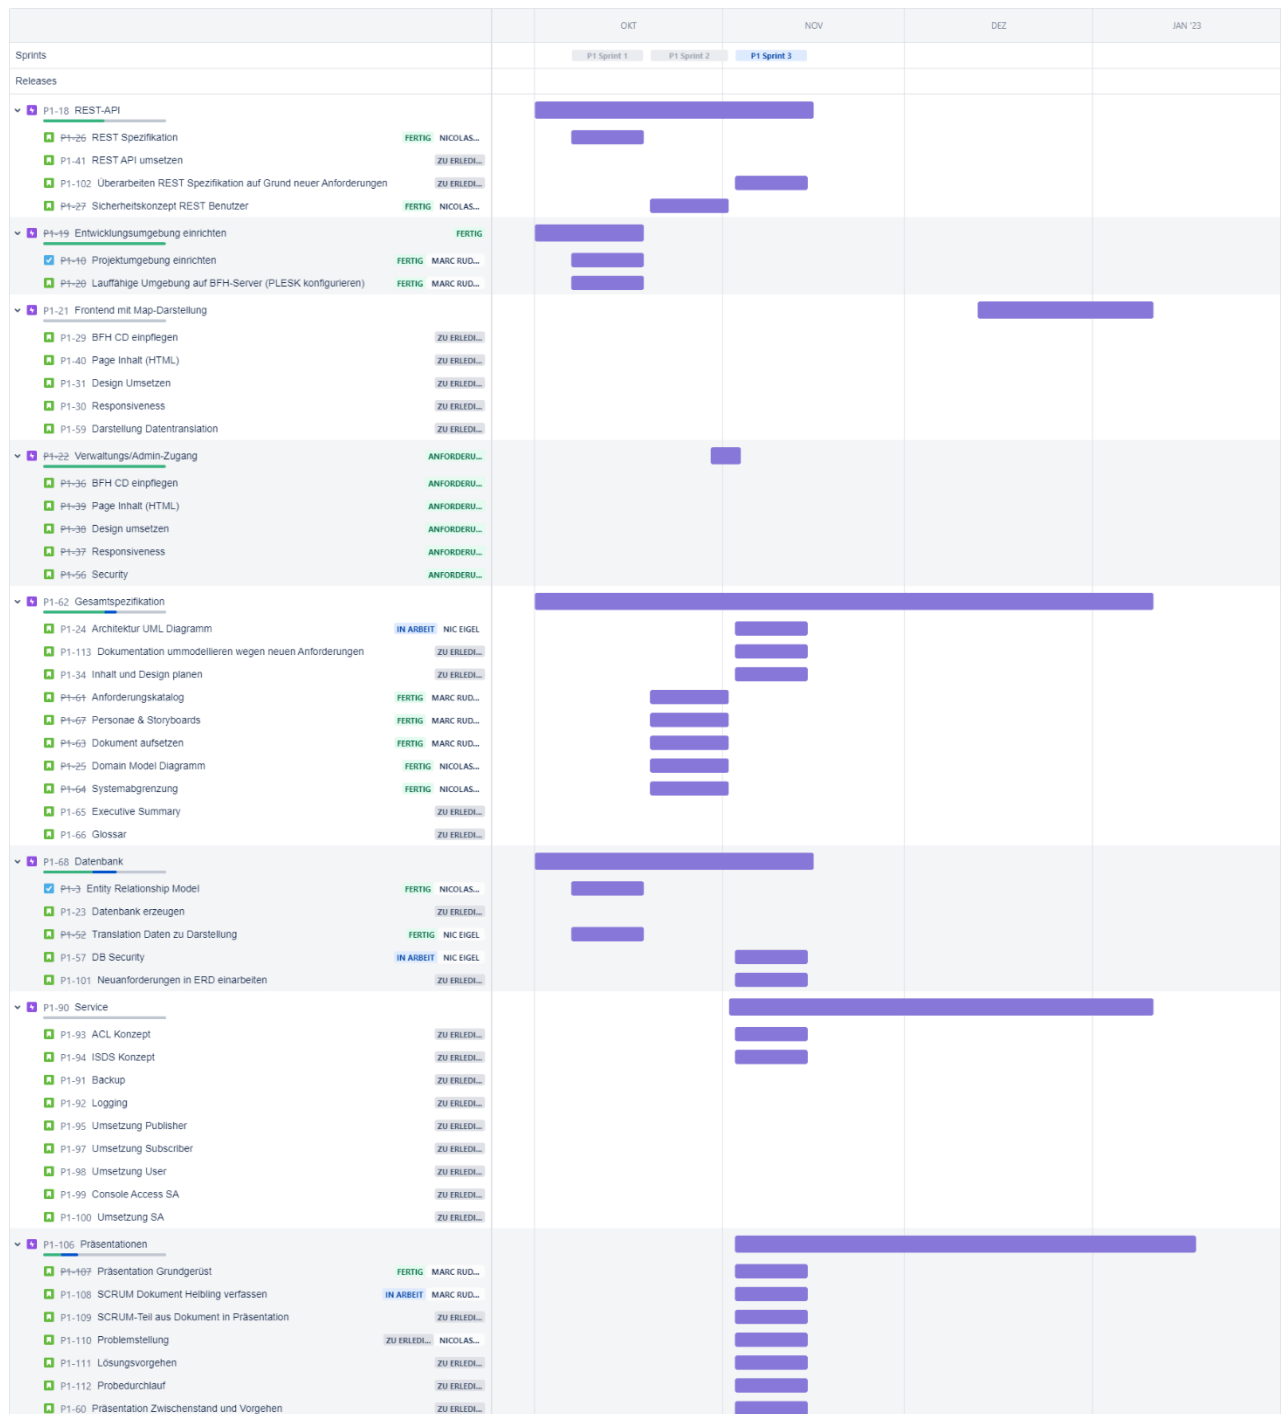 OKT NOV DEZ JAN '23
Sprints P1 Sprint 1 P1 Sprint 2 P1 Sprint 3
Releases
P1-18 REST-API
P1-26 REST Spezifikation FERTIG NICOLAS...
P1-41 REST API umsetzen ZU ERLEDI...
P1-102 Überarbeiten REST Spezifikation auf Grund neuer Anforderungen ZU ERLEDI...
P1-27 Sicherheitskonzept REST Benutzer FERTIG NICOLAS...
P1-19 Entwicklungsumgebung einrichten FERTIG
P1-10 Projektumgebung einrichten FERTIG MARC RUD...
P1-20 Lauffähige Umgebung auf BFH-Server (PLESK konfigurieren) FERTIG MARC RUD...
P1-21 Frontend mit Map-Darstellung
P1-29 BFH CD einpflegen ZU ERLEDI...
P1-40 Page Inhalt (HTML) ZU ERLEDI...
P1-31 Design Umsetzen ZU ERLEDI...
P1-30 Responsiveness ZU ERLEDI...
P1-59 Darstellung Datentranslation ZU ERLEDI...
P1-22 Verwaltungs/Admin-Zugang ANFORDERU...
P1-36 BFH CD einpflegen ANFORDERU...
P1-39 Page Inhalt (HTML) ANFORDERU...
P1-38 Design umsetzen ANFORDERU...
P1-37 Responsiveness ANFORDERU...
P1-56 Security ANFORDERU...
P1-62 Gesamtspezifikation
P1-24 Architektur UML Diagramm IN ARBEIT NIC EIGEL
P1-113 Dokumentation ummodellieren wegen neuen Anforderungen ZU ERLEDI...
P1-34 Inhalt und Design planen ZU ERLEDI...
P1-61 Anforderungskatalog FERTIG MARC RUD...
P1-67 Personae & Storyboards FERTIG MARC RUD...
P1-63 Dokument aufsetzen FERTIG MARC RUD...
P1-25 Domain Model Diagramm FERTIG NICOLAS...
P1-64 Systemabgrenzung FERTIG NICOLAS...
P1-65 Executive Summary ZU ERLEDI...
P1-66 Glossar ZU ERLEDI...
P1-68 Datenbank
P1-3 Entity Relationship Model FERTIG NICOLAS...
P1-23 Datenbank erzeugen ZU ERLEDI...
P1-52 Translation Daten zu Darstellung FERTIG NIC EIGEL
P1-57 DB Security IN ARBEIT NIC EIGEL
P1-101 Neuanforderungen in ERD einarbeiten ZU ERLEDI...
P1-90 Service
P1-93 ACL Konzept ZU ERLEDI...
P1-94 ISDS Konzept ZU ERLEDI...
P1-91 Backup ZU ERLEDI...
P1-92 Logging ZU ERLEDI...
P1-95 Umsetzung Publisher ZU ERLEDI...
P1-97 Umsetzung Subscriber ZU ERLEDI...
P1-98 Umsetzung User ZU ERLEDI...
P1-99 Console Access SA ZU ERLEDI...
P1-100 Umsetzung SA ZU ERLEDI...
P1-106 Präsentationen
P1-107 Präsentation Grundgerüst FERTIG MARC RUD...
P1-108 SCRUM Dokument Helbling verfassen IN ARBEIT MARC RUD...
P1-109 SCRUM-Teil aus Dokument in Präsentation ZU ERLEDI...
P1-110 Problemstellung ZU ERLEDI... NICOLAS...
P1-111 Lösungsvorgehen ZU ERLEDI...
P1-112 Probedurchlauf ZU ERLEDI...
P1-60 Präsentation Zwischenstand und Vorgehen ZU ERLEDI...